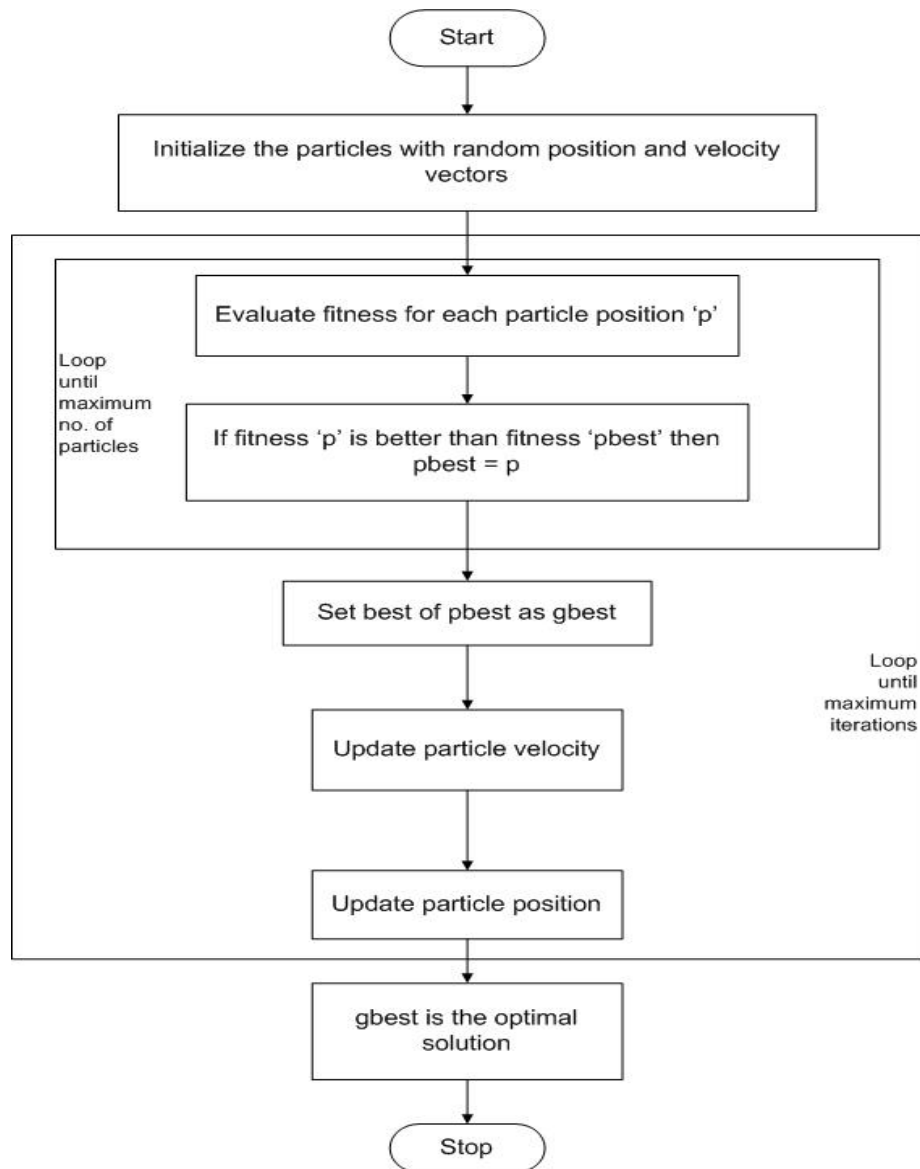 Start
Initialize the particles with random position and velocity
vectors
Evaluate fitness for each particle position ‘p’
Loop
until
maximum
no. of
particles
If fitness ‘p’ is better than fitness ‘pbest’ then
pbest = p
Set best of pbest as gbest
Loop
until
maximum
iterations
Update particle velocity
Update particle position
gbest is the optimal
solution
Stop